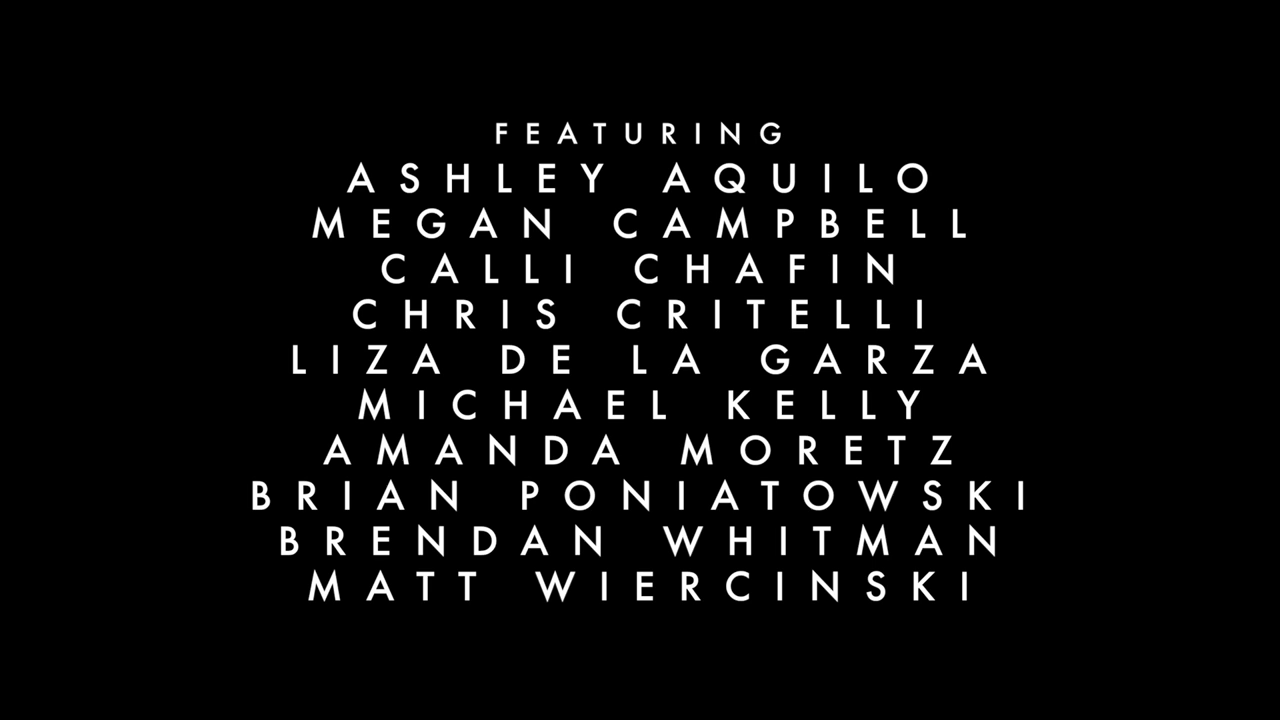 FEATURING
ASHLEY AQUILO
MEGAN CAMPBELL
CALLI CHAFIN
CHRIS CRITELLI
LIZA DE LA GARZA
MICHAEL KELLY
AMANDA MORETZ
BRIAN PONIATOWSKI
BRENDAN WHITMAN
MATT WIERCINSKI